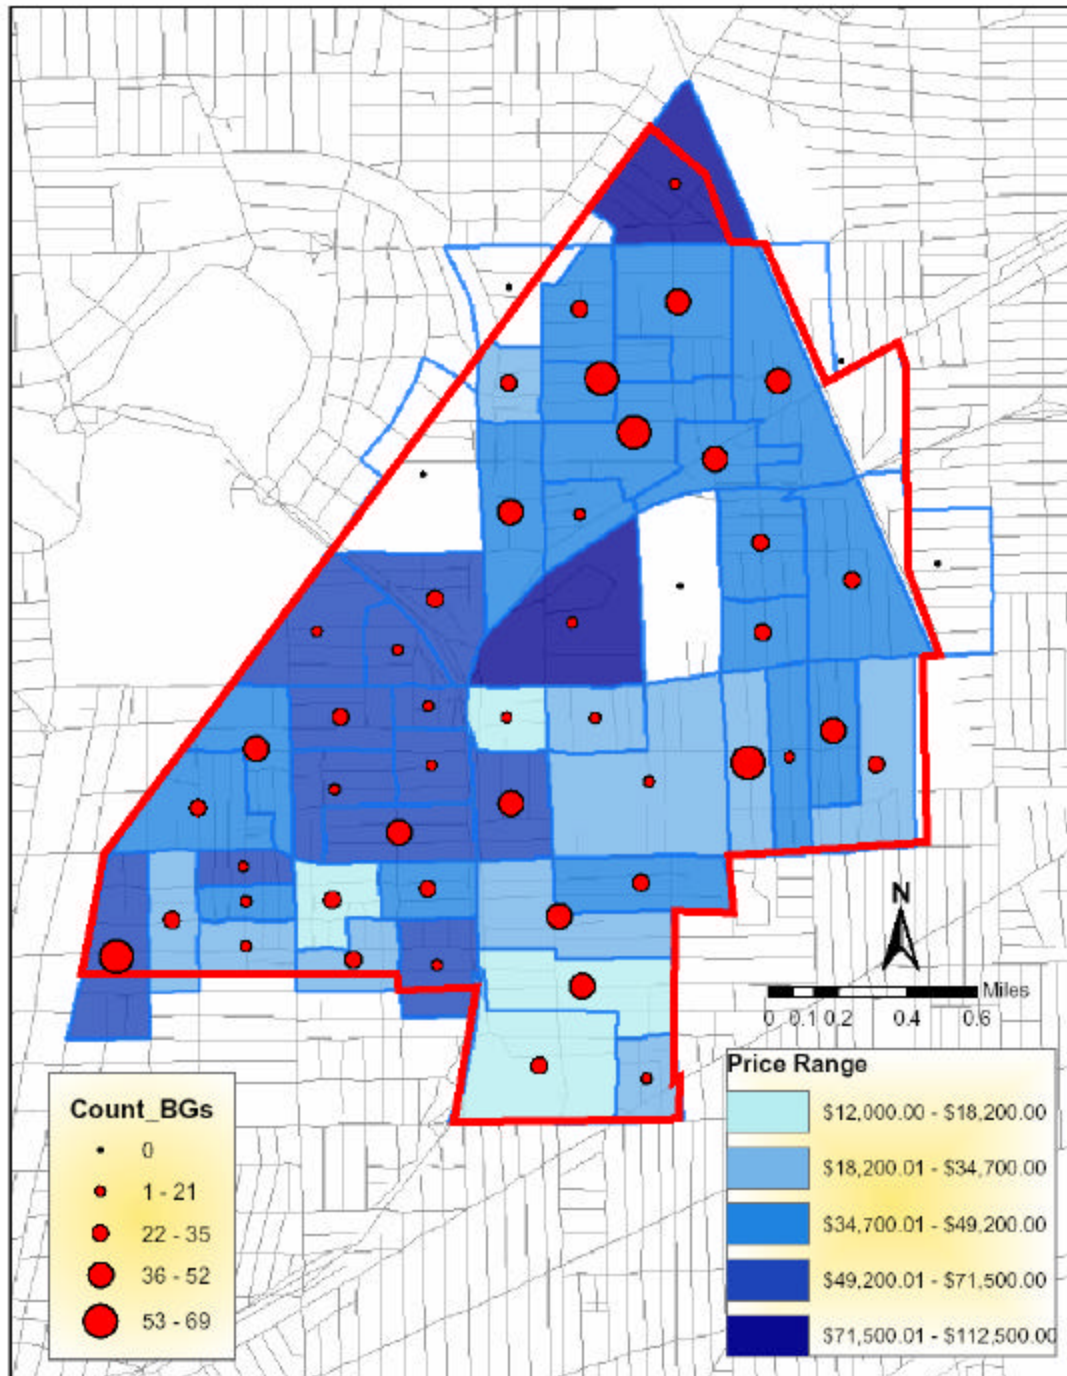 N
Miles
0 0.1 0.2 0.4 0.6
Price Range
$12,000.00 - $18,200.00
$18,200.01 - $34,700.00
$34,700.01 - $49,200.00
$49,200.01 - $71,500.00
$71,500.01 - $112,500.00
Count_BGs
0
1 - 21
22 - 35
36 - 52
53 - 69